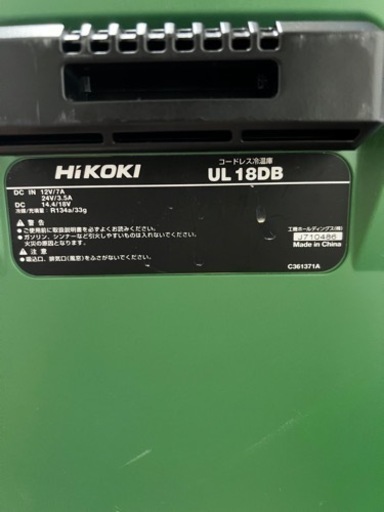 HiKOKI
コードレス冷温庫
UL 18DB
DC IN 12V/7A
24V/3.5A
DC 14.4/18V
冷媒/充填量: R134a/33g
⚠ 警 告
●ご使用前に取扱説明書を必ずよくお読みください。
●ガソリン、シンナーなど引火しやすいものは入れないでください。
火災の原因となります。
⚠ 注 意
●吸込口、排気口(風窓)をふさがないでください。
工機ホールディングス(株)
J710486
Made in China
C361371A